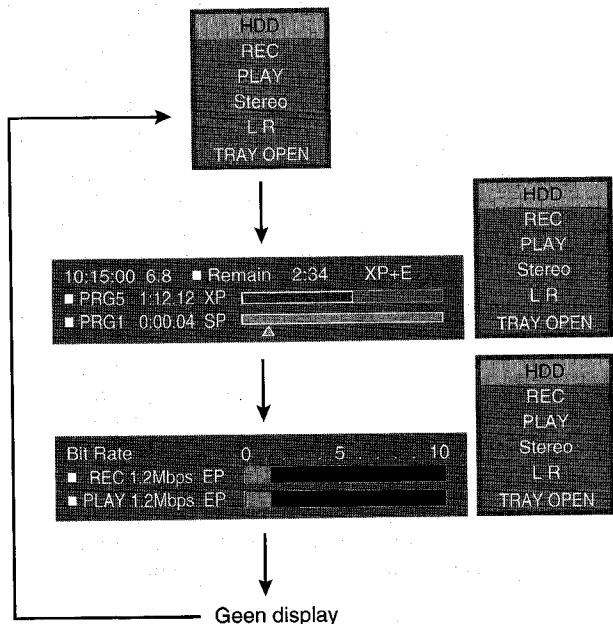 HDD
REC
PLAY
Stereo
L R
TRAY OPEN
10:15:00 6.8 ■ Remain 2:34 XP+E
■ PRG5 1:12.12 XP
■ PRG1 0:00.04 SP
HDD
REC
PLAY
Stereo
L R
TRAY OPEN
Bit Rate 0 . . . . 5 . . . . 10
■ REC 1.2Mbps EP
■ PLAY 1.2Mbps EP
HDD
REC
PLAY
Stereo
L R
TRAY OPEN
Geen display